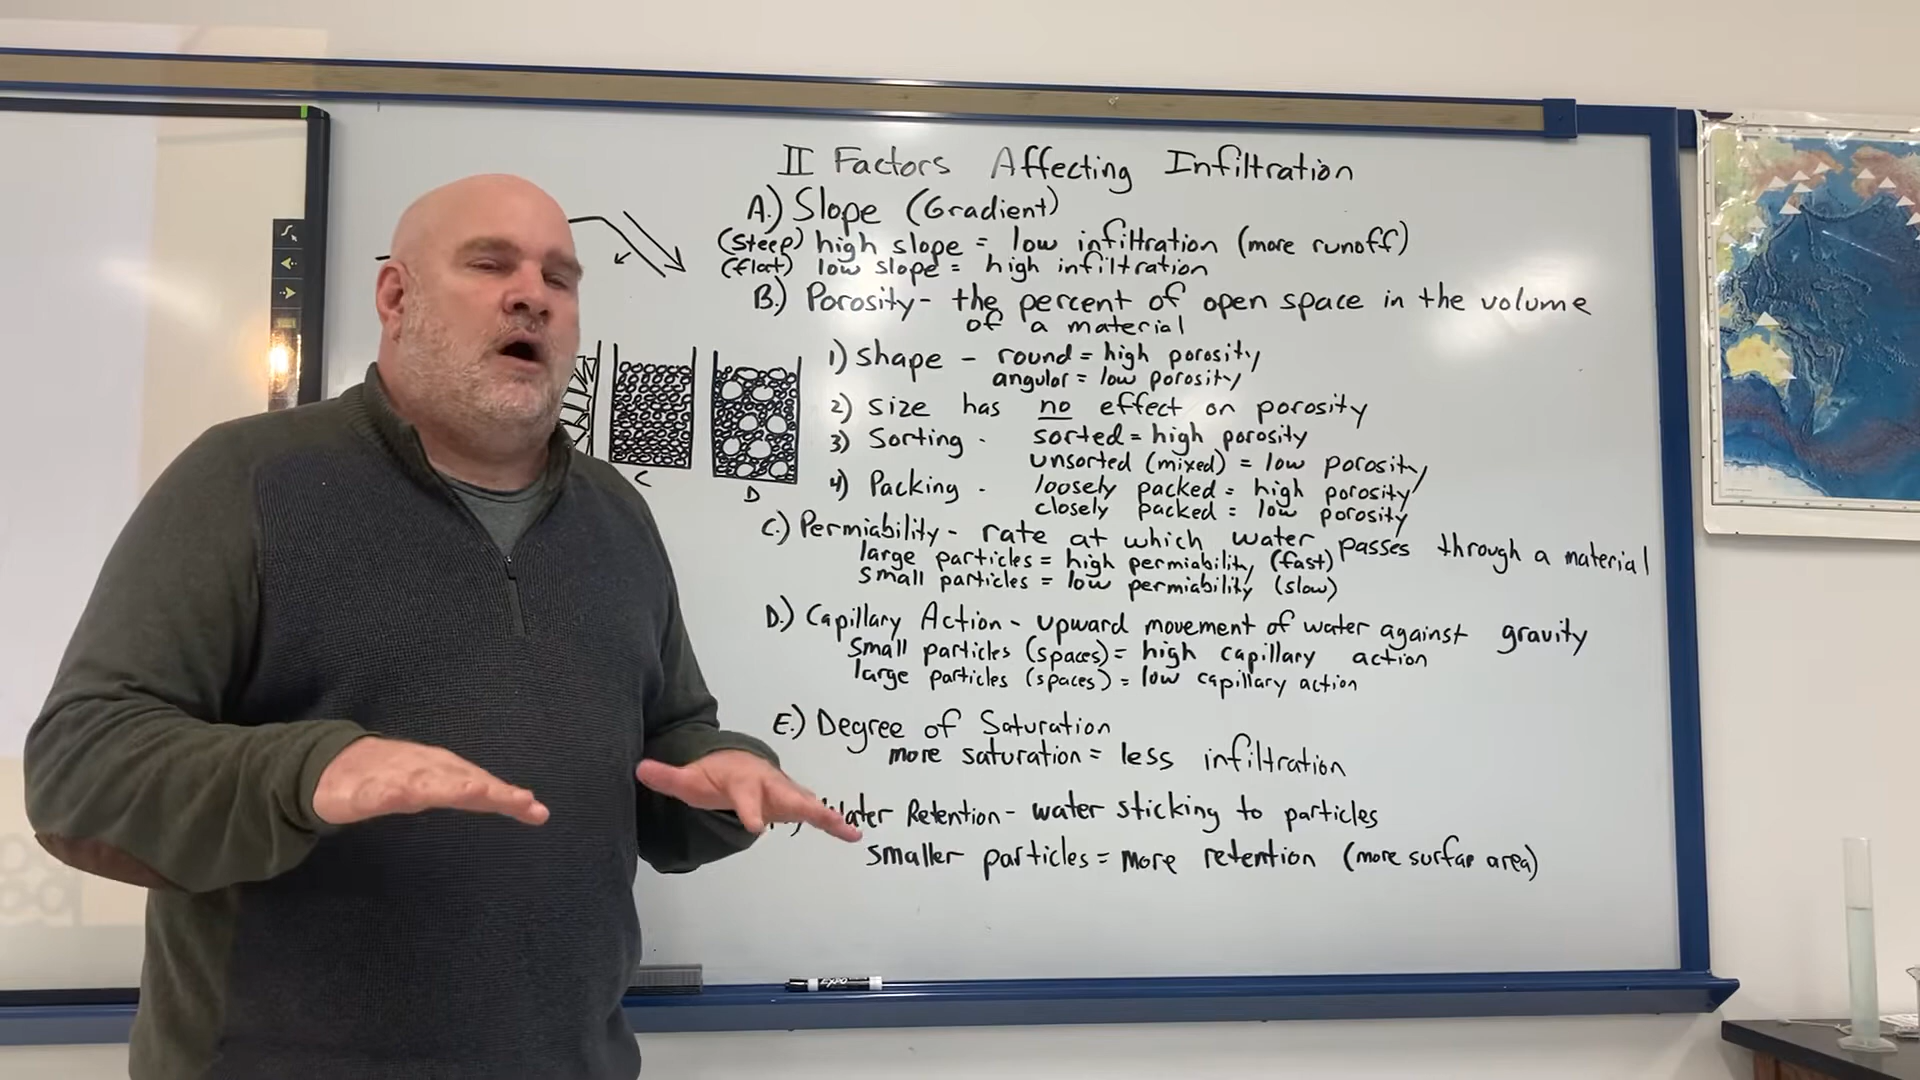 II Factors Affecting Infiltration
A.) Slope (Gradient)
(steep) high slope = low infiltration (more runoff)
(flat) low slope = high infiltration
B.) Porosity - the percent of open space in the volume
of a material
1) shape - round = high porosity
angular = low porosity
2) size has no effect on porosity
3) Sorting - sorted = high porosity
unsorted (mixed) = low porosity
4) Packing - loosely packed = high porosity
closely packed = low porosity
C.) Permiability - rate at which water passes through a material
large particles = high permiability (fast)
small particles = low permiability (slow)
D.) Capillary Action - upward movement of water against gravity
small particles (spaces) = high capillary action
large particles (spaces) = low capillary action
E.) Degree of Saturation
more saturation = less infiltration
Water Retention - water sticking to particles
smaller particles = more retention (more surfae area)
C
D
EXPO